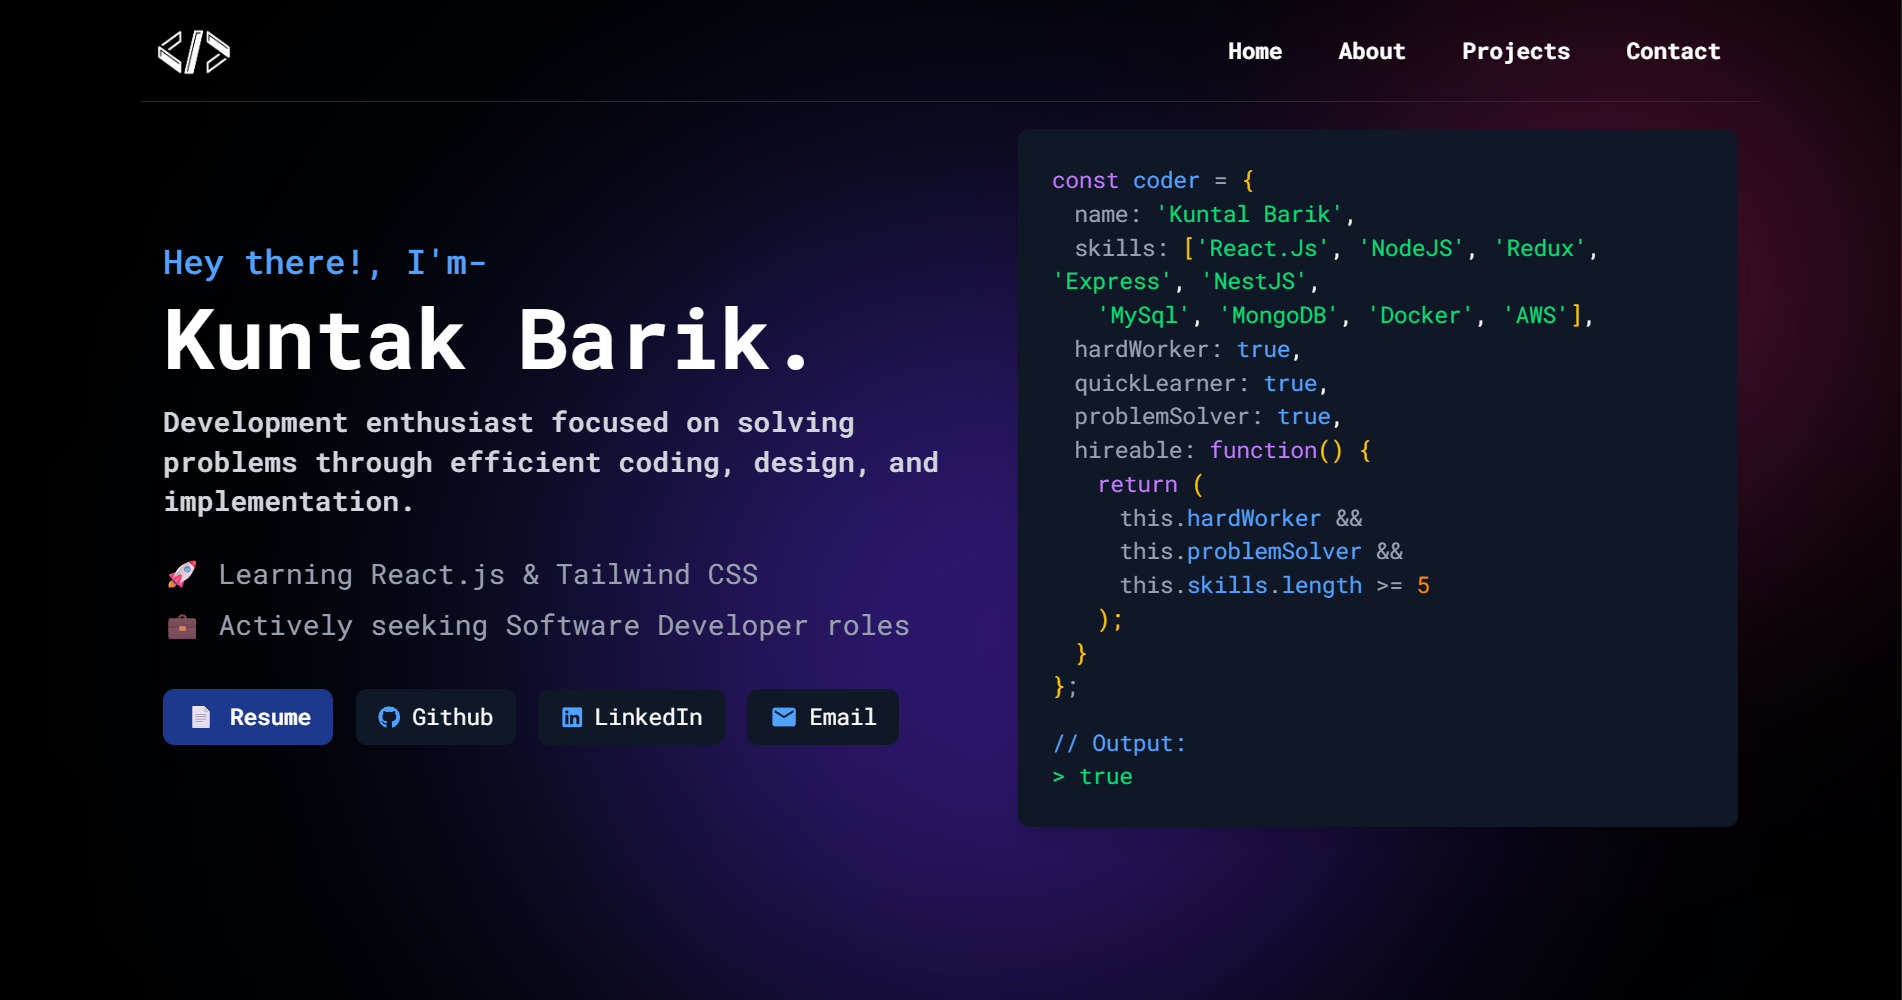 Home About Projects Contact
Hey there!, I'm-
Kuntak Barik.
Development enthusiast focused on solving
problems through efficient coding, design, and
implementation.
🚀 Learning React.js & Tailwind CSS
💼 Actively seeking Software Developer roles
Resume Github LinkedIn Email
const coder = {
name: 'Kuntal Barik',
skills: ['React.Js', 'NodeJS', 'Redux',
'Express', 'NestJS',
'MySql', 'MongoDB', 'Docker', 'AWS'],
hardWorker: true,
quickLearner: true,
problemSolver: true,
hireable: function() {
return (
this.hardWorker &&
this.problemSolver &&
this.skills.length >= 5
);
}
};
// Output:
> true